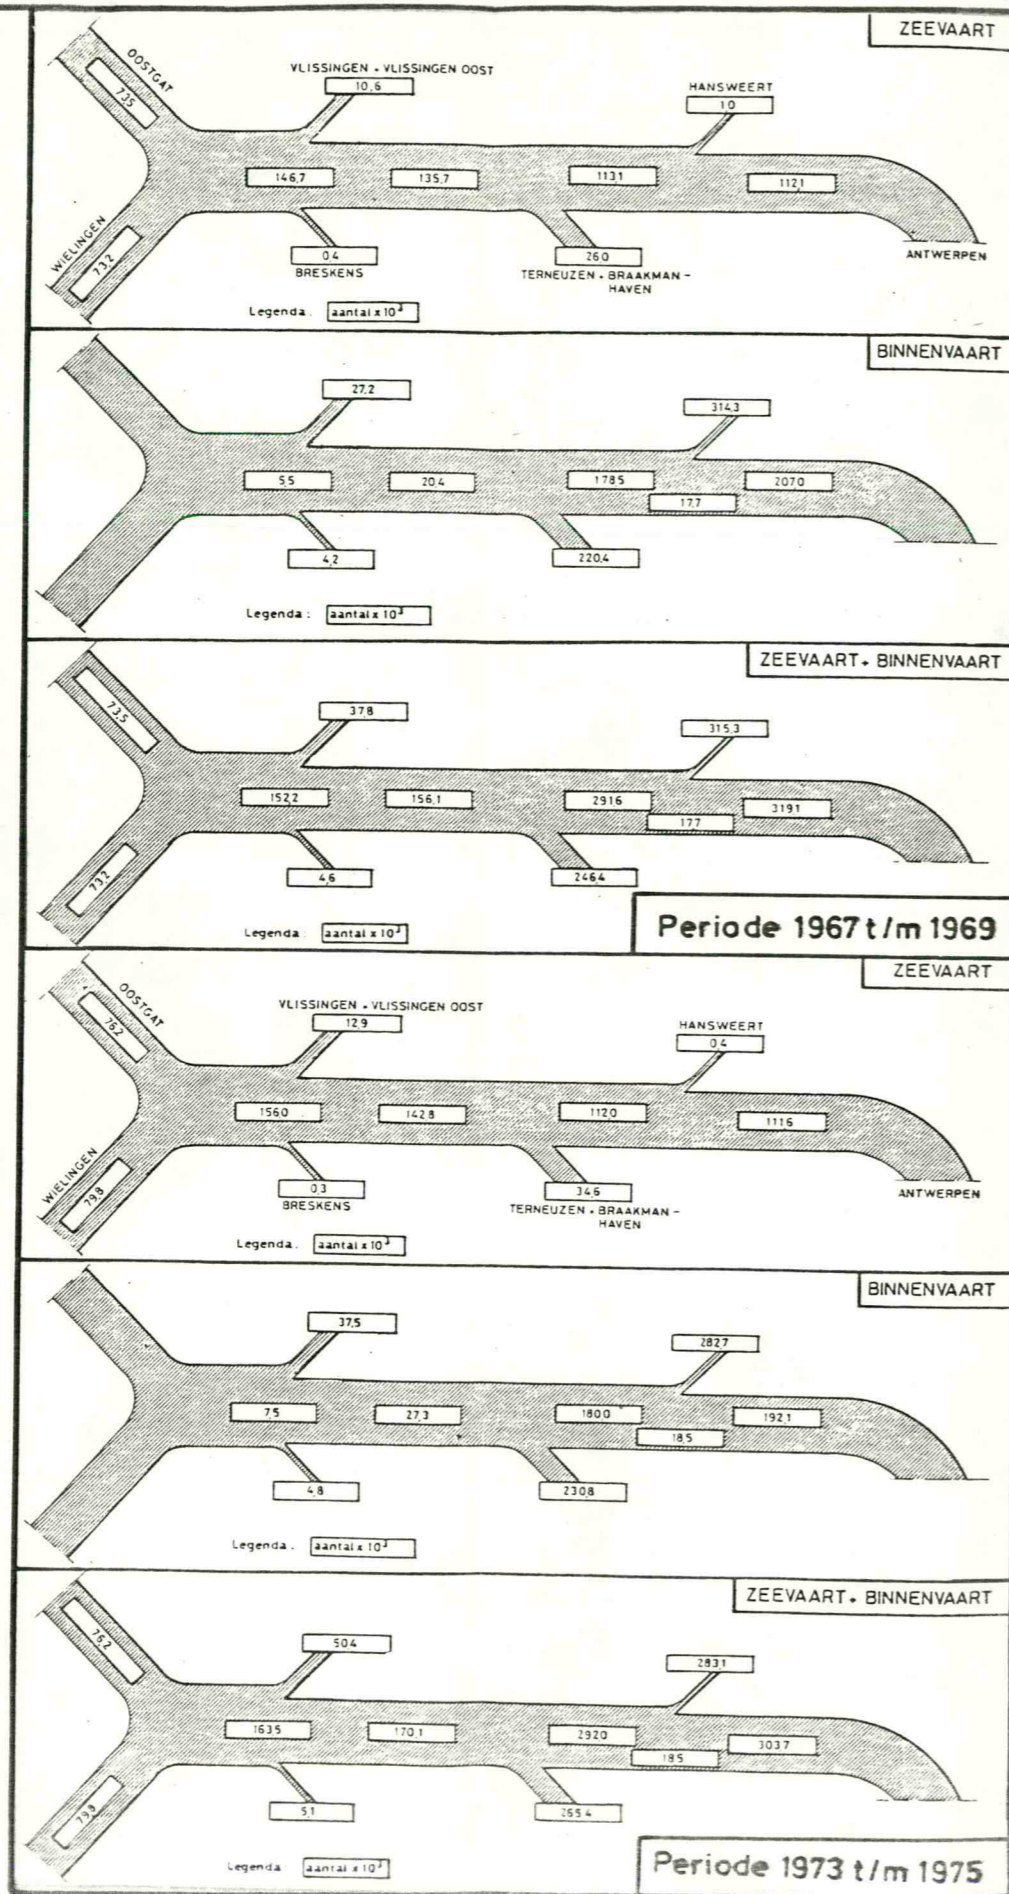 ZEEVAART
OOSTGAT
73,5
VLISSINGEN + VLISSINGEN OOST
10,6
HANSWEERT
1,0
146,7
135,7
113,1
112,1
WIELINGEN
73,2
0,4
BRESKENS
26,0
TERNEUZEN + BRAAKMAN-
HAVEN
ANTWERPEN
Legenda : aantal x 10³
BINNENVAART
27,2
314,3
5,5
20,4
178,5
17,7
207,0
4,2
220,4
Legenda : aantal x 10³
ZEEVAART + BINNENVAART
73,5
37,8
315,3
152,2
156,1
291,6
17,7
319,1
73,2
4,6
246,4
Legenda : aantal x 10³
Periode 1967 t/m 1969
ZEEVAART
OOSTGAT
76,2
VLISSINGEN + VLISSINGEN OOST
12,9
HANSWEERT
0,4
156,0
142,8
112,0
111,6
WIELINGEN
79,8
0,3
BRESKENS
34,6
TERNEUZEN + BRAAKMAN-
HAVEN
ANTWERPEN
Legenda : aantal x 10³
BINNENVAART
37,5
282,7
7,5
27,3
180,0
18,5
192,1
4,8
230,8
Legenda : aantal x 10³
ZEEVAART + BINNENVAART
76,2
50,4
283,1
163,5
170,1
292,0
18,5
303,7
5,1
265,4
Legenda aantal x 10³
Periode 1973 t/m 1975